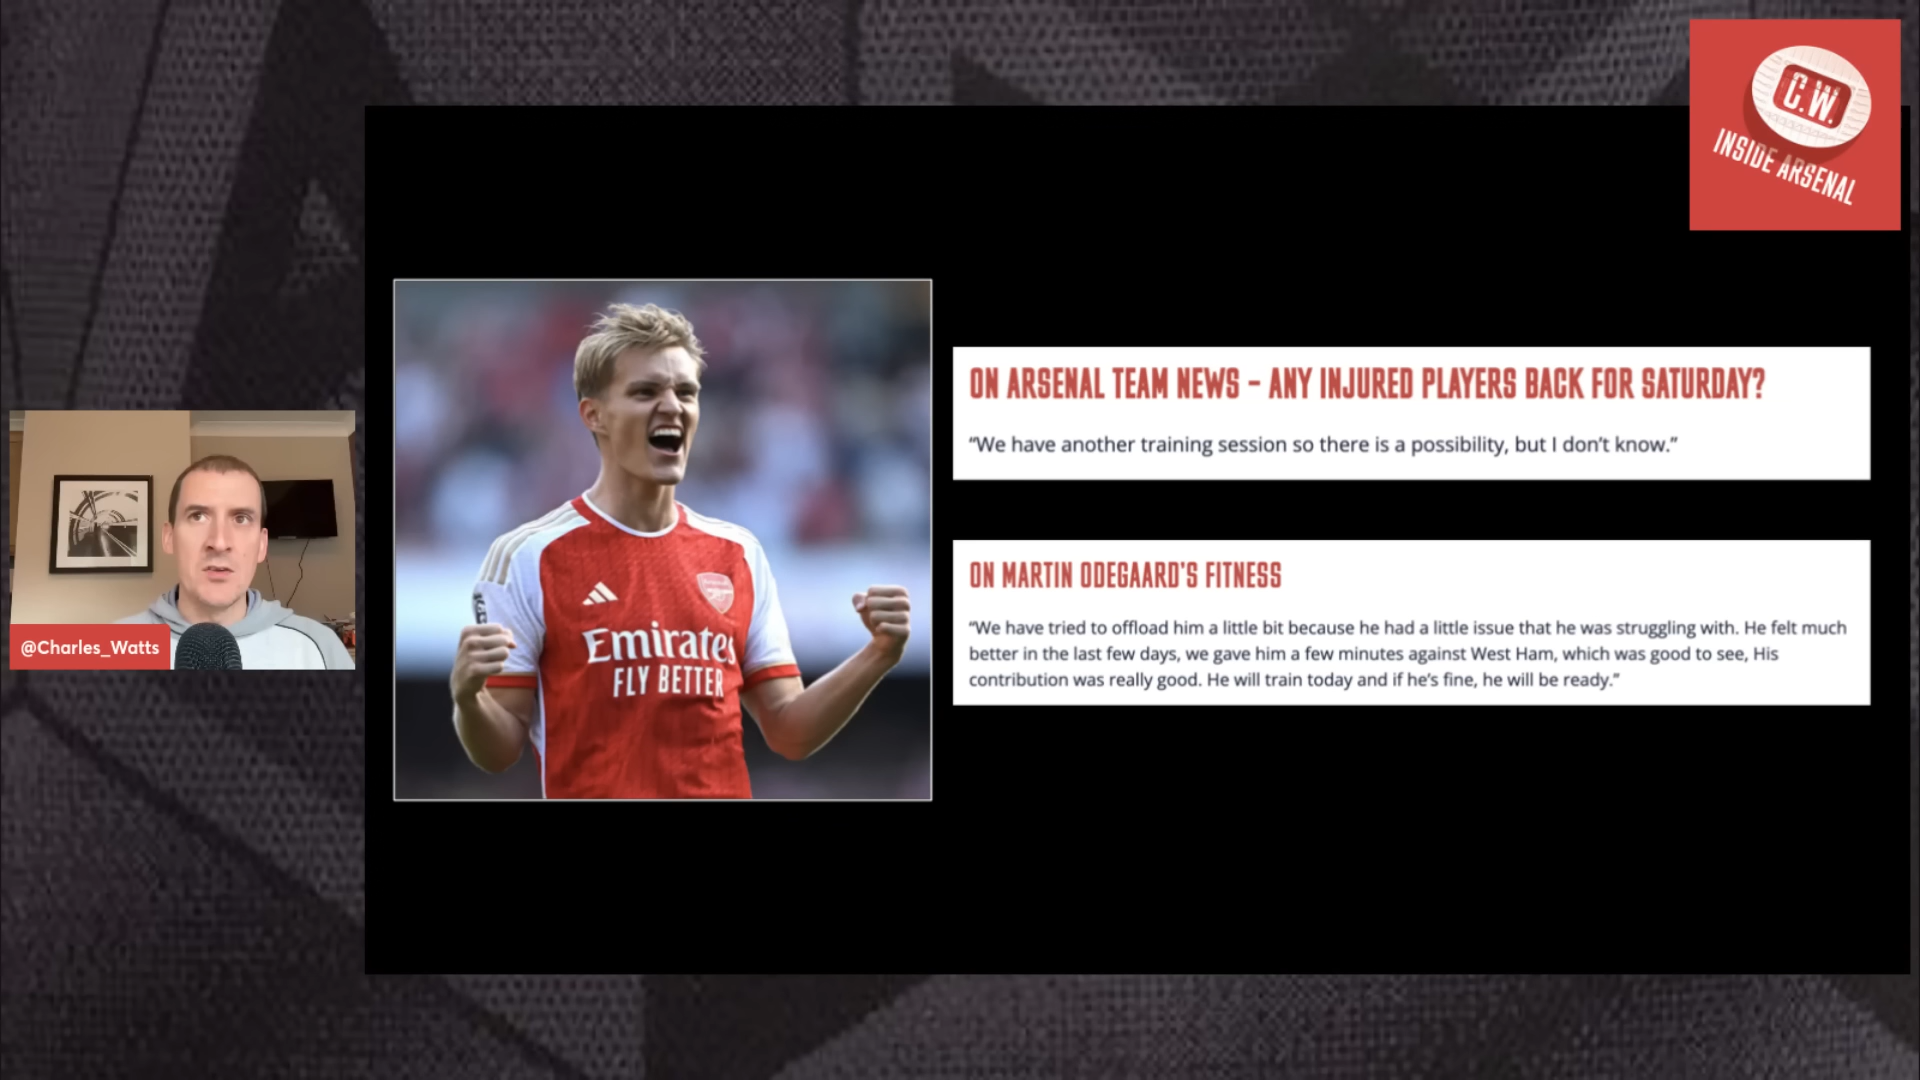 C.W.
INSIDE ARSENAL
ON ARSENAL TEAM NEWS - ANY INJURED PLAYERS BACK FOR SATURDAY?
“We have another training session so there is a possibility, but I don’t know.”
ON MARTIN ODEGAARD’S FITNESS
“We have tried to offload him a little bit because he had a little issue that he was struggling with. He felt much
better in the last few days, we gave him a few minutes against West Ham, which was good to see, His
contribution was really good. He will train today and if he’s fine, he will be ready.”
Emirates
FLY BETTER
@Charles_Watts